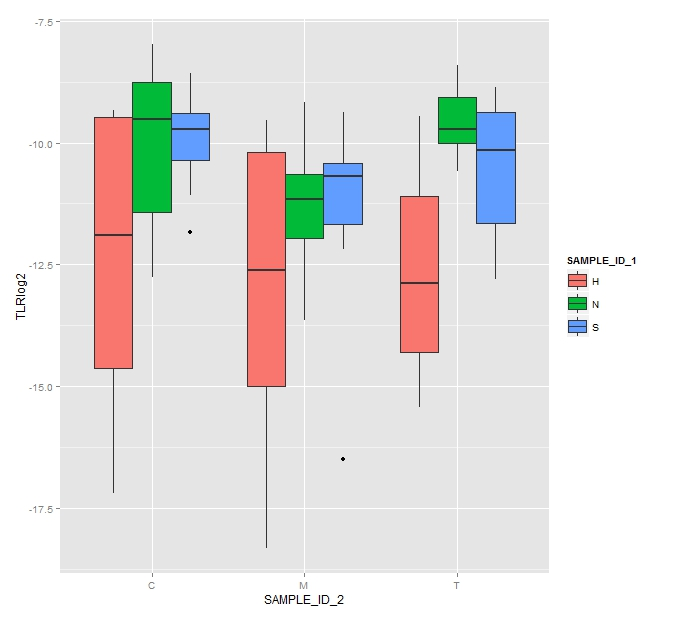 -7.5
-10.0
-12.5
-15.0
-17.5
TLRlog2
C M T
SAMPLE_ID_2
SAMPLE_ID_1
H
N
S